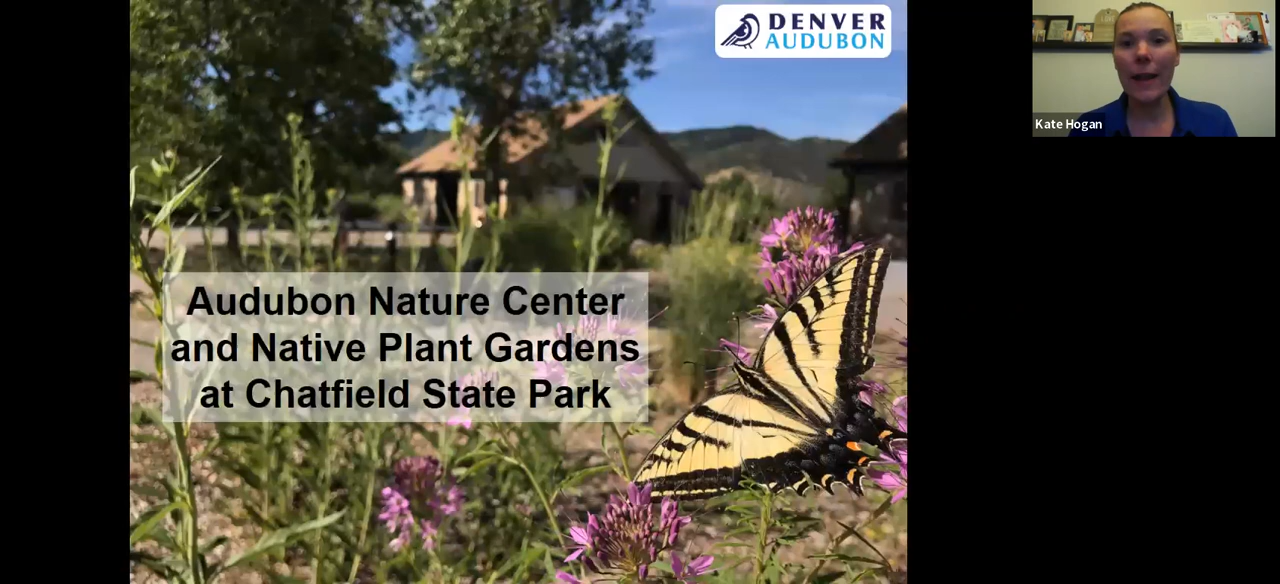 DENVER
AUDUBON
Kate Hogan
Audubon Nature Center
and Native Plant Gardens
at Chatfield State Park